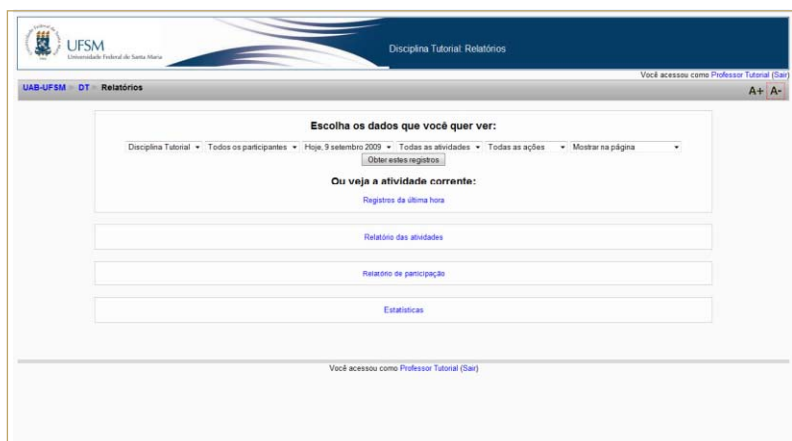 UFSM
Universidade Federal de Santa Maria
Disciplina Tutorial: Relatórios
Você acessou como Professor Tutorial (Sair)
UAB-UFSM ► DT ► Relatórios
A+ A-
Escolha os dados que você quer ver:
Disciplina Tutorial Todos os participantes Hoje, 9 setembro 2009 Todas as atividades Todas as ações Mostrar na página
Obter estes registros
Ou veja a atividade corrente:
Registros da última hora
Relatório das atividades
Relatório de participação
Estatísticas
Você acessou como Professor Tutorial (Sair)